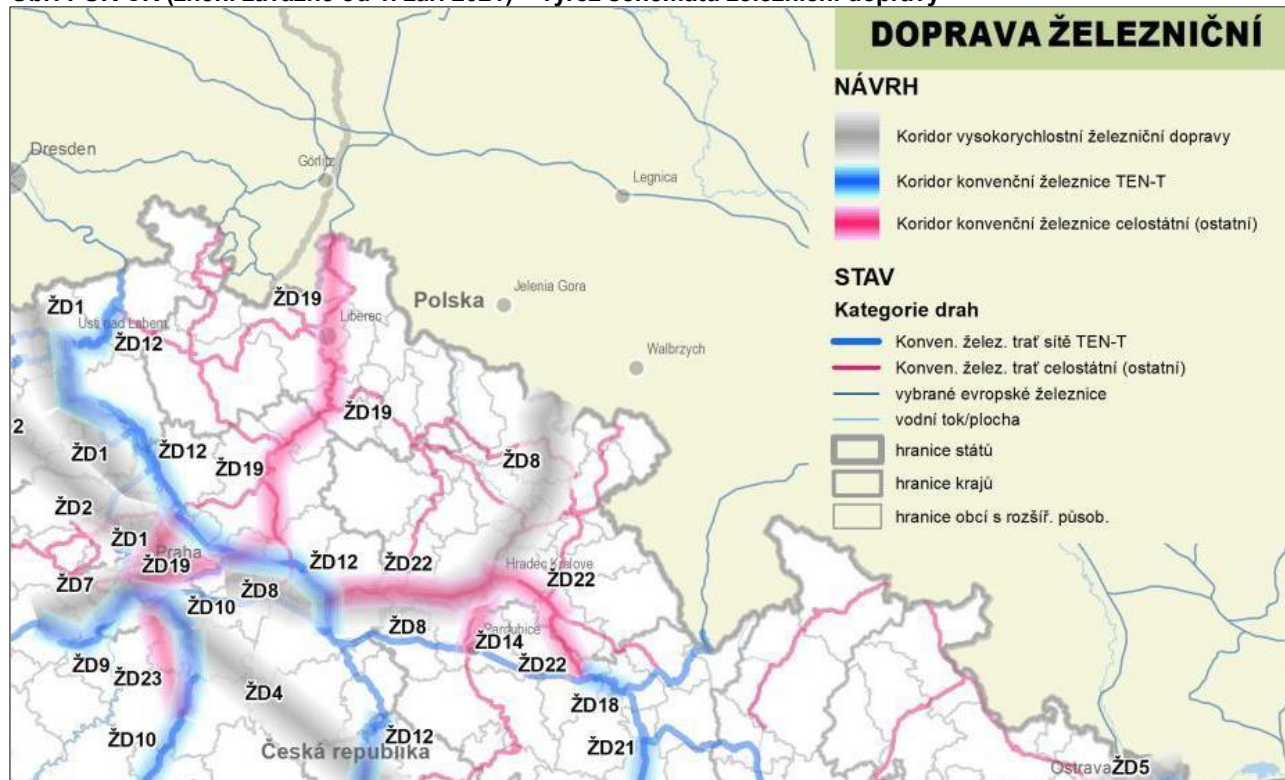 DOPRAVA ŽELEZNIČNÍ
NÁVRH
Koridor vysokorychlostní železniční dopravy
Koridor konvenční železnice TEN-T
Koridor konvenční železnice celostátní (ostatní)
STAV
Kategorie drah
Konven. želez. trať sítě TEN-T
Konven. želez. trať celostátní (ostatní)
vybrané evropské železnice
vodní tok/plocha
hranice států
hranice krajů
hranice obcí s rozšíř. působ.
Dresden
Görlitz
Legnica
ŽD1
Ústí nad Labem
ŽD12
ŽD19
Liberec
Polska
Jelenia Gora
Walbrzych
2
ŽD1
ŽD12
ŽD19
ŽD19
ŽD8
ŽD2
ŽD1
Praha
ŽD19
ŽD7
ŽD10
ŽD8
ŽD12
ŽD22
Hradec Kralove
ŽD22
ŽD8
Pardubice
ŽD14
ŽD22
ŽD9
ŽD23
ŽD4
ŽD18
ŽD10
Česká republika
ŽD12
ŽD21
Ostrava
ŽD5